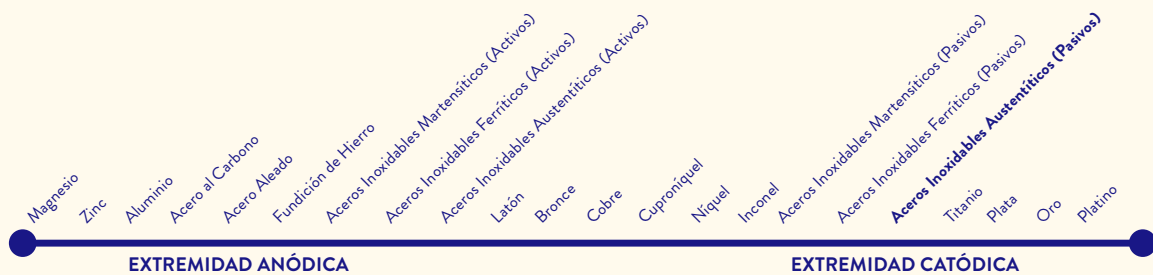 Magnesio
Zinc
Aluminio
Acero al Carbono
Acero Aleado
Fundición de Hierro
Aceros Inoxidables Martensíticos (Activos)
Aceros Inoxidables Ferríticos (Activos)
Aceros Inoxidables Austentíticos (Activos)
Latón
Bronce
Cobre
Cuproníquel
Níquel
Inconel
Aceros Inoxidables Martensíticos (Pasivos)
Aceros Inoxidables Ferríticos (Pasivos)
Aceros Inoxidables Austentíticos (Pasivos)
Titanio
Plata
Oro
Platino
EXTREMIDAD ANÓDICA
EXTREMIDAD CATÓDICA